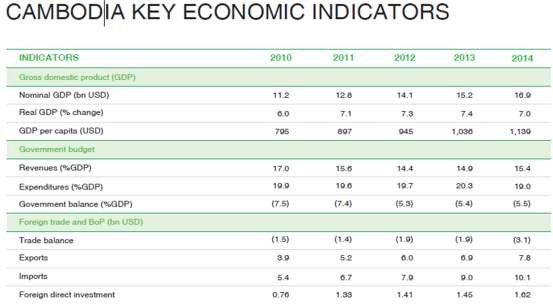 CAMBODIA KEY ECONOMIC INDICATORS
INDICATORS 2010 2011 2012 2013 2014
Gross domestic product (GDP)
Nominal GDP (bn USD) 11.2 12.8 14.1 15.2 16.9
Real GDP (% change) 6.0 7.1 7.3 7.4 7.0
GDP per capita (USD) 795 897 945 1,036 1,139
Government budget
Revenues (%GDP) 17.0 15.6 14.4 14.9 15.4
Expenditures (%GDP) 19.9 19.6 19.7 20.3 19.0
Government balance (%GDP) (7.5) (7.4) (5.3) (5.4) (5.5)
Foreign trade and BoP (bn USD)
Trade balance (1.5) (1.4) (1.9) (1.9) (3.1)
Exports 3.9 5.2 6.0 6.9 7.8
Imports 5.4 6.7 7.9 9.0 10.1
Foreign direct investment 0.76 1.33 1.41 1.45 1.62